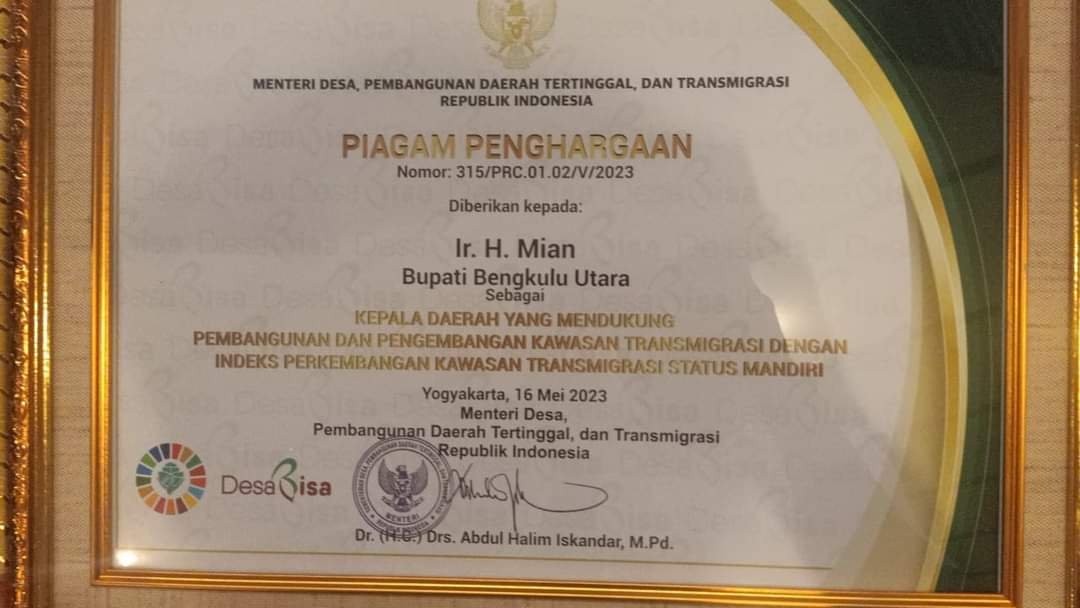 MENTERI DESA, PEMBANGUNAN DAERAH TERTINGGAL, DAN TRANSMIGRASI
REPUBLIK INDONESIA
PIAGAM PENGHARGAAN
Nomor: 315/PRC.01.02/V/2023
Diberikan kepada:
Ir. H. Mian
Bupati Bengkulu Utara
Sebagai
KEPALA DAERAH YANG MENDUKUNG
PEMBANGUNAN DAN PENGEMBANGAN KAWASAN TRANSMIGRASI DENGAN
INDEKS PERKEMBANGAN KAWASAN TRANSMIGRASI STATUS MANDIRI
Yogyakarta, 16 Mei 2023
Menteri Desa,
Pembangunan Daerah Tertinggal, dan Transmigrasi
Republik Indonesia
DesaBisa
MENTERI
REPUBLIK INDONESIA
Dr. (H.C.) Drs. Abdul Halim Iskandar, M.Pd.